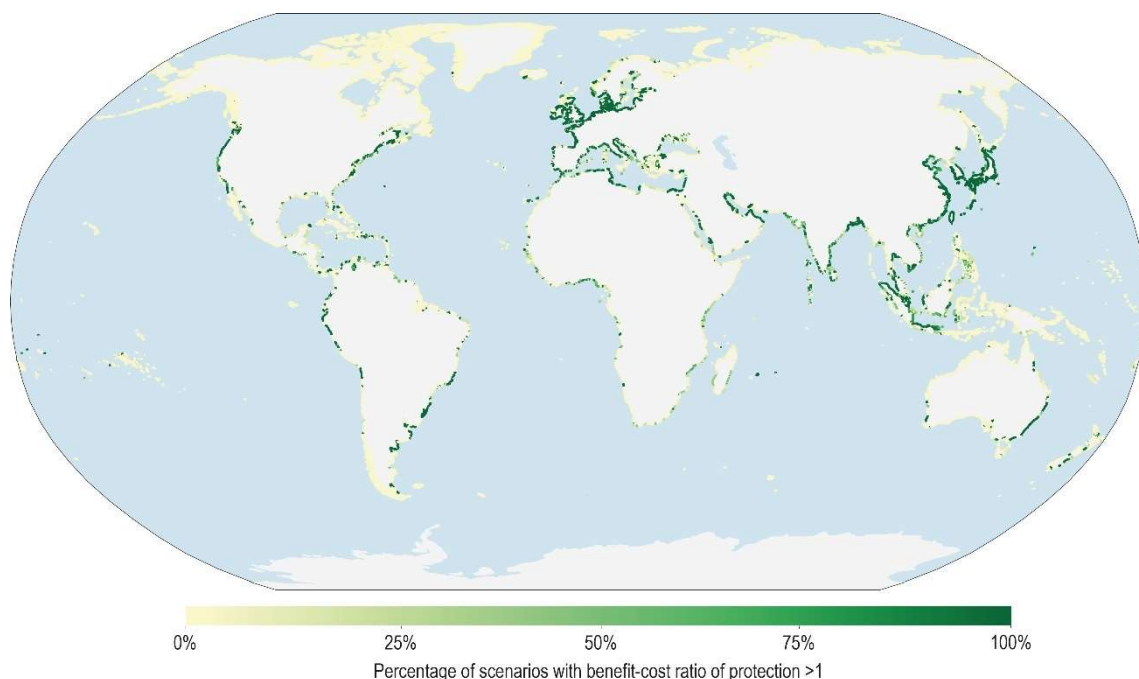 0% 25% 50% 75% 100%
Percentage of scenarios with benefit-cost ratio of protection >1